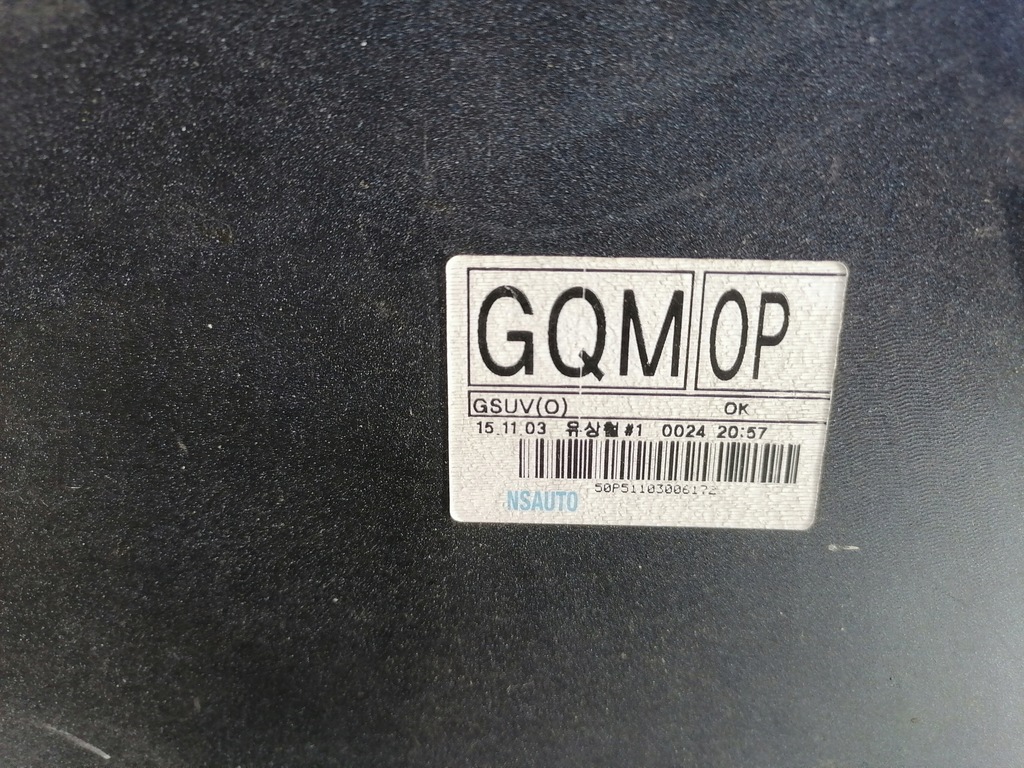 GQM OP
GSUV(O) OK
15.11.03 유상철#1 0024 20:57
50P51103006172
NSAUTO